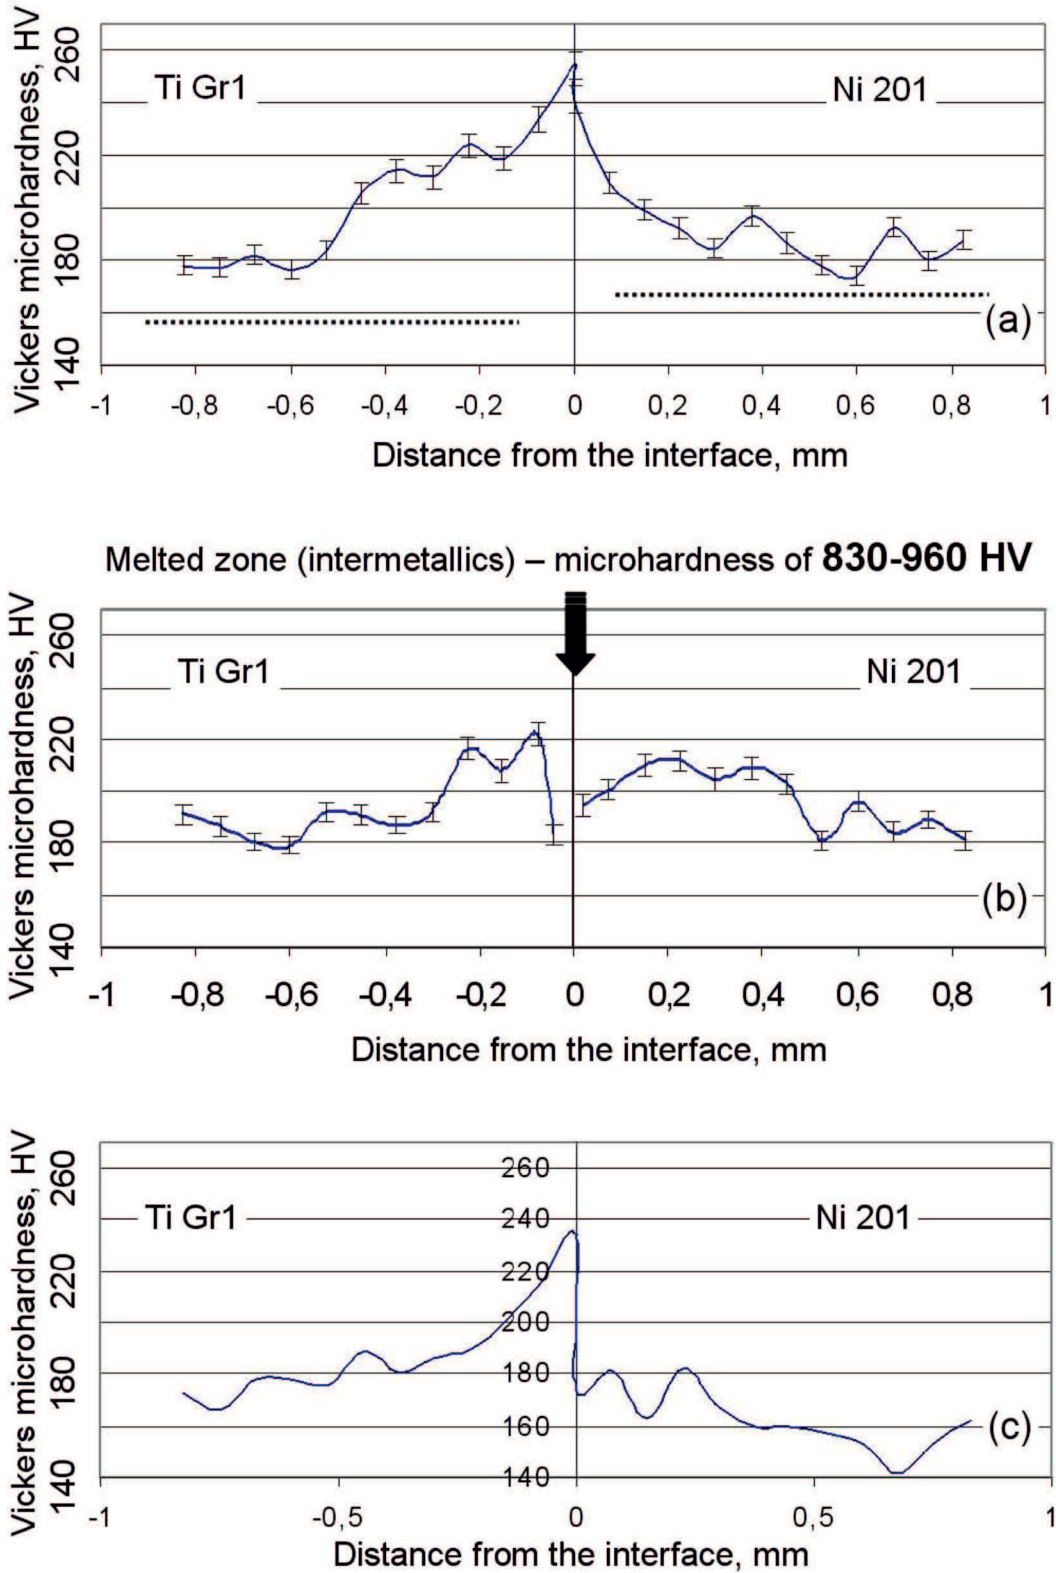 Vickers microhardness, HV
260
220
180
140
Ti Gr1
Ni 201
(a)
-1 -0,8 -0,6 -0,4 -0,2 0 0,2 0,4 0,6 0,8 1
Distance from the interface, mm
Melted zone (intermetallics) – microhardness of 830-960 HV
Vickers microhardness, HV
260
220
180
140
Ti Gr1
Ni 201
(b)
-1 -0,8 -0,6 -0,4 -0,2 0 0,2 0,4 0,6 0,8 1
Distance from the interface, mm
Vickers microhardness, HV
260
220
180
140
Ti Gr1
Ni 201
260
240
220
200
180
160
140
(c)
-1 -0,5 0 0,5 1
Distance from the interface, mm